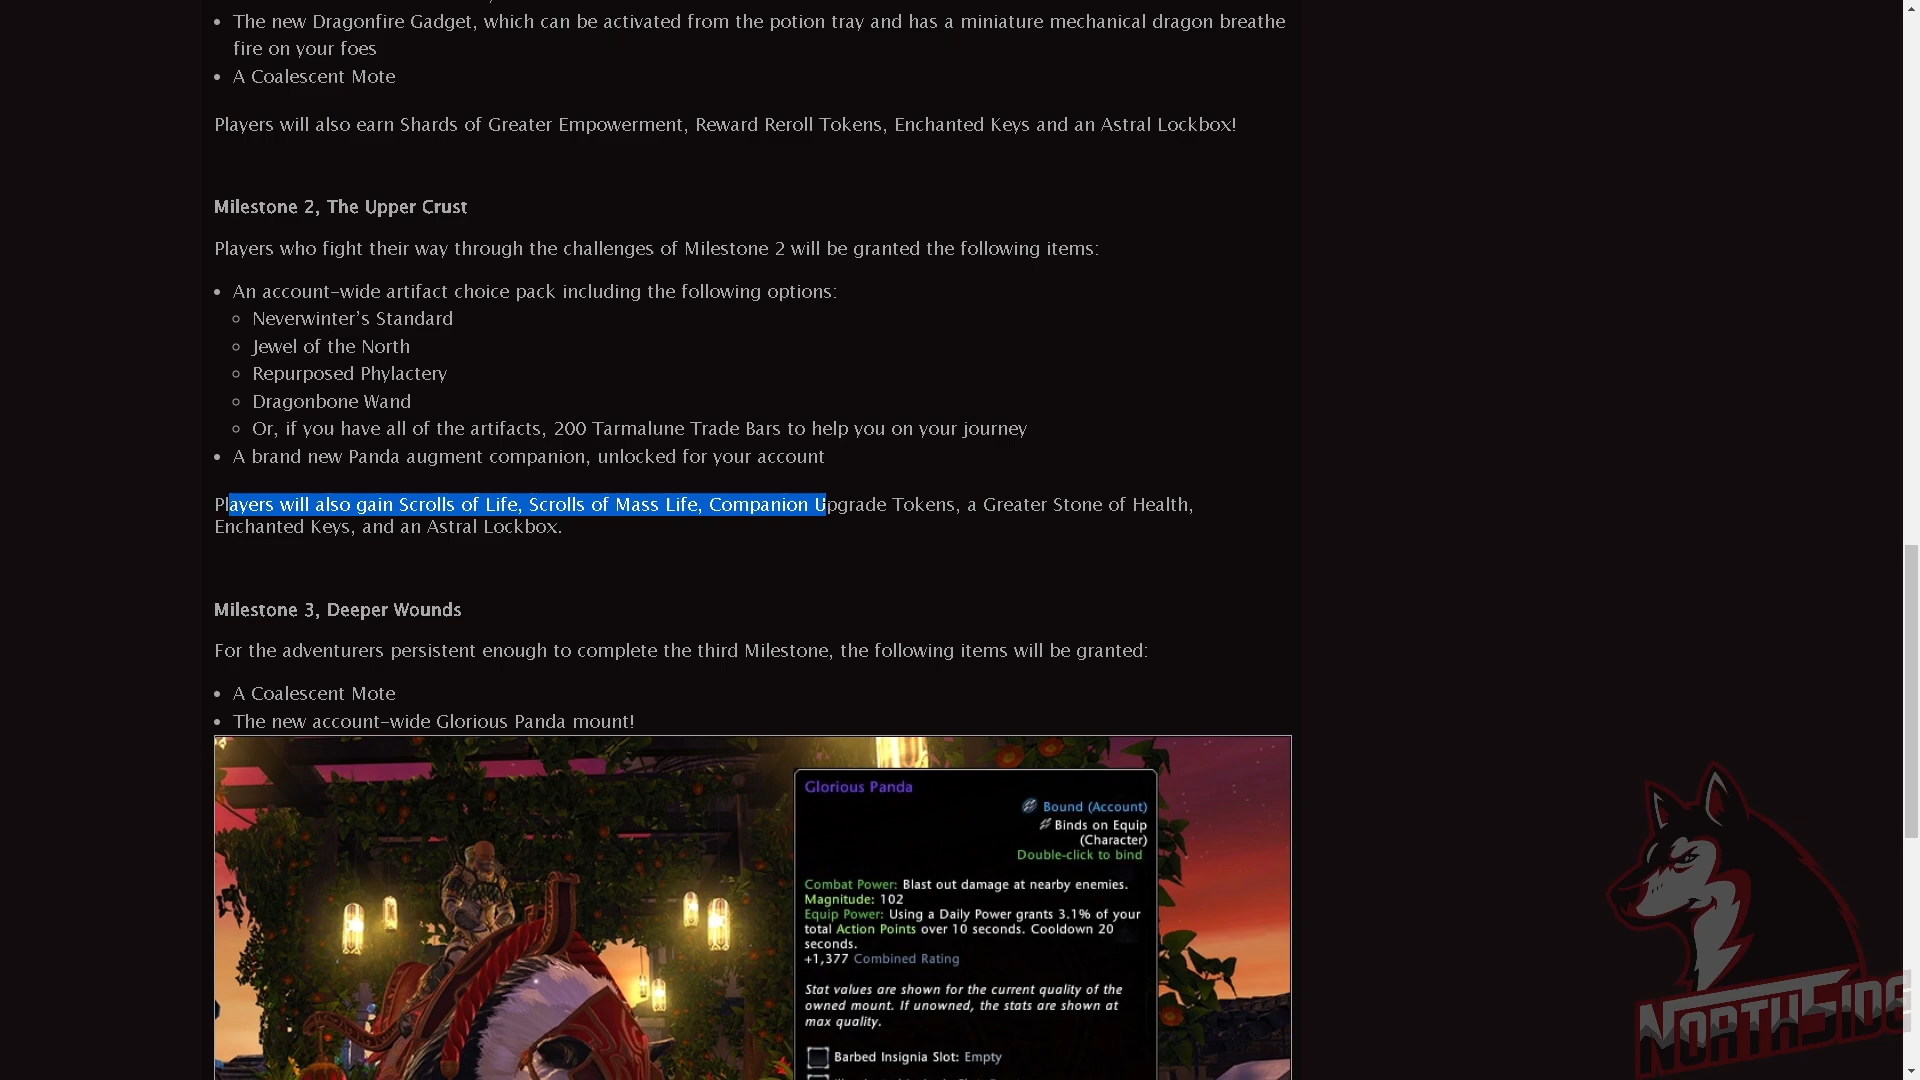 The new Dragonfire Gadget, which can be activated from the potion tray and has a miniature mechanical dragon breathe
fire on your foes
A Coalescent Mote
Players will also earn Shards of Greater Empowerment, Reward Reroll Tokens, Enchanted Keys and an Astral Lockbox!
Milestone 2, The Upper Crust
Players who fight their way through the challenges of Milestone 2 will be granted the following items:
An account-wide artifact choice pack including the following options:
Neverwinter’s Standard
Jewel of the North
Repurposed Phylactery
Dragonbone Wand
Or, if you have all of the artifacts, 200 Tarmalune Trade Bars to help you on your journey
A brand new Panda augment companion, unlocked for your account
Players will also gain Scrolls of Life, Scrolls of Mass Life, Companion Upgrade Tokens, a Greater Stone of Health,
Enchanted Keys, and an Astral Lockbox.
Milestone 3, Deeper Wounds
For the adventurers persistent enough to complete the third Milestone, the following items will be granted:
A Coalescent Mote
The new account-wide Glorious Panda mount!
Glorious Panda
Bound (Account)
Binds on Equip
(Character)
Double-click to bind
Combat Power: Blast out damage at nearby enemies.
Magnitude: 102
Equip Power: Using a Daily Power grants 3.1% of your
total Action Points over 10 seconds. Cooldown 20
seconds.
+1,377 Combined Rating
Stat values are shown for the current quality of the
owned mount. If unowned, the stats are shown at
max quality.
Barbed Insignia Slot: Empty
NORTHSIDE